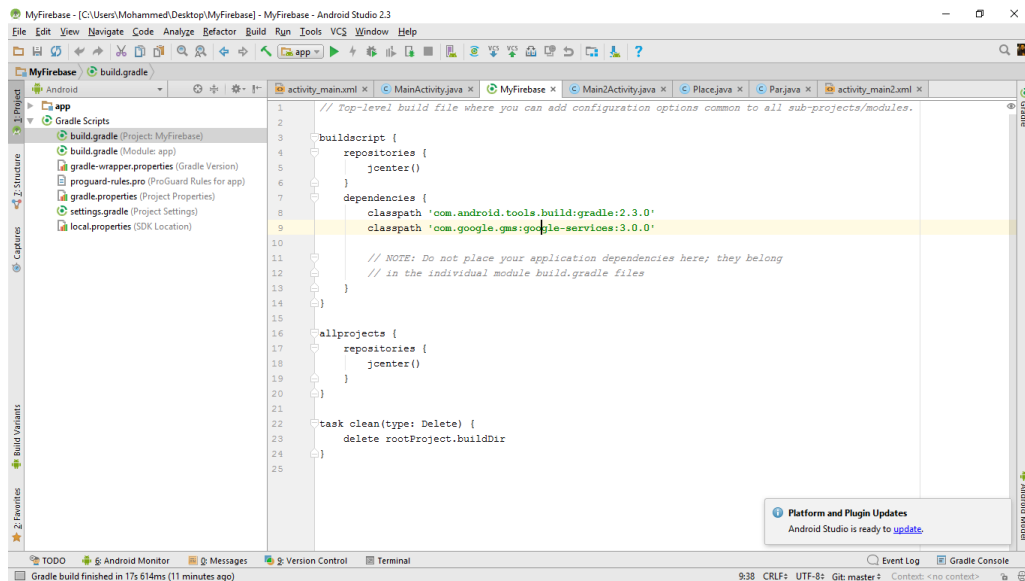 MyFirebase - [C:\Users\Mohammed\Desktop\MyFirebase] - MyFirebase - Android Studio 2.3
File Edit View Navigate Code Analyze Refactor Build Run Tools VCS Window Help
app
MyFirebase build.gradle
Android
activity_main.xml MainActivity.java MyFirebase Main2Activity.java Place.java Par.java activity_main2.xml
1: Project
Z: Structure
Captures
Build Variants
2: Favorites
app
Gradle Scripts
build.gradle (Project: MyFirebase)
build.gradle (Module: app)
gradle-wrapper.properties (Gradle Version)
proguard-rules.pro (ProGuard Rules for app)
gradle.properties (Project Properties)
settings.gradle (Project Settings)
local.properties (SDK Location)
1 // Top-level build file where you can add configuration options common to all sub-projects/modules.
2
3 buildscript {
4 repositories {
5 jcenter()
6 }
7 dependencies {
8 classpath 'com.android.tools.build:gradle:2.3.0'
9 classpath 'com.google.gms:google-services:3.0.0'
10
11 // NOTE: Do not place your application dependencies here; they belong
12 // in the individual module build.gradle files
13 }
14 }
15
16 allprojects {
17 repositories {
18 jcenter()
19 }
20 }
21
22 task clean(type: Delete) {
23 delete rootProject.buildDir
24 }
25
Gradle
Platform and Plugin Updates
Android Studio is ready to update.
TODO 6: Android Monitor 0: Messages 9: Version Control Terminal Event Log Gradle Console
Gradle build finished in 17s 614ms (11 minutes ago) 9:38 CRLF UTF-8 Git: master Context: <no context>